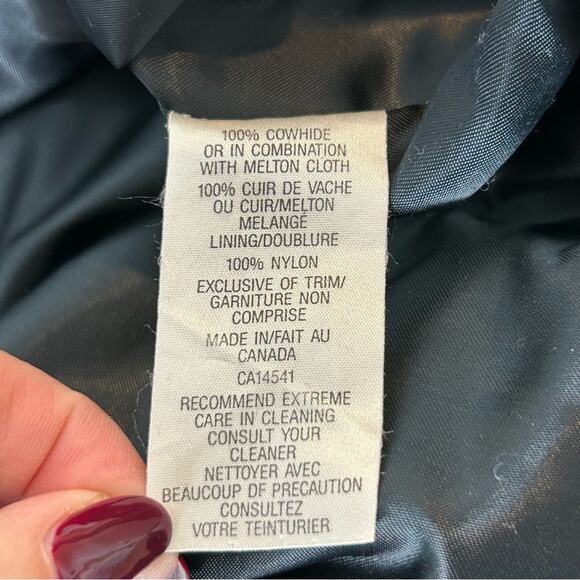 100% COWHIDE
OR IN COMBINATION
WITH MELTON CLOTH
100% CUIR DE VACHE
OU CUIR/MELTON
MELANGÉ
LINING/DOUBLURE
100% NYLON
EXCLUSIVE OF TRIM/
GARNITURE NON
COMPRISE
MADE IN/FAIT AU
CANADA
CA14541
RECOMMEND EXTREME
CARE IN CLEANING
CONSULT YOUR
CLEANER
NETTOYER AVEC
BEAUCOUP DE PRECAUTION
CONSULTEZ
VOTRE TEINTURIER